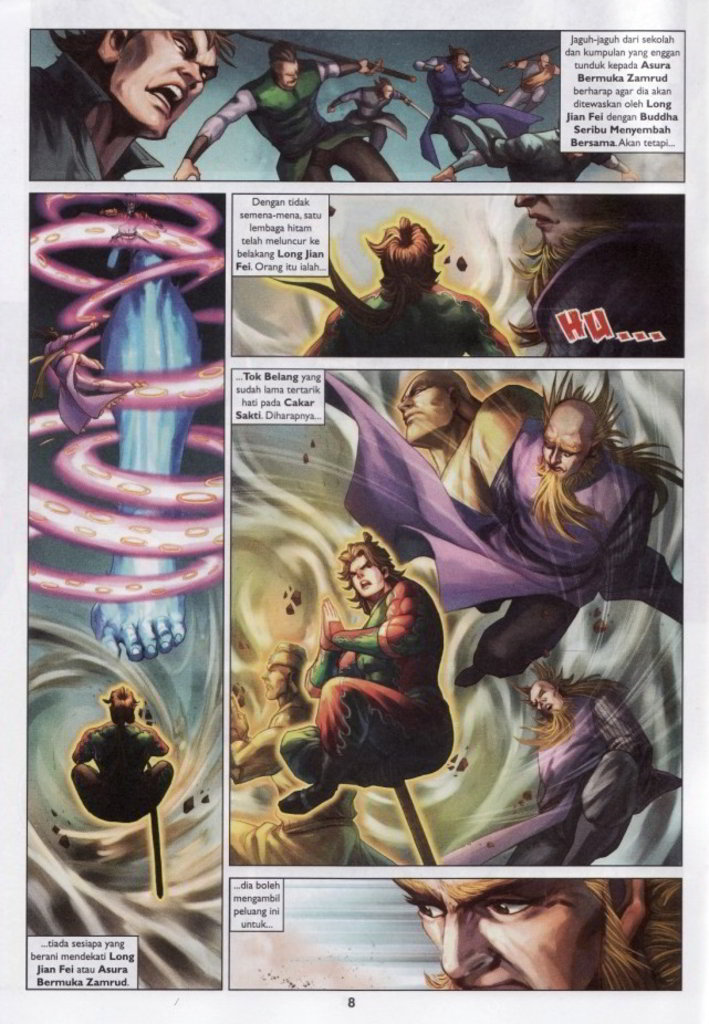 Jaguh-jaguh dari sekolah
dan kumpulan yang enggan
tunduk kepada Asura
Bermuka Zamrud
berharap agar dia akan
ditewaskan oleh Long
Jian Fei dengan Buddha
Seribu Menyembah
Bersama. Akan tetapi...
...tiada sesiapa yang
berani mendekati Long
Jian Fei atau Asura
Bermuka Zamrud.
Dengan tidak
semena-mena, satu
lembaga hitam
telah meluncur ke
belakang Long Jian
Fei. Orang itu ialah...
HU....
...Tok Belang yang
sudah lama tertarik
hati pada Cakar
Sakti. Diharapnya...
...dia boleh
mengambil
peluang ini
untuk...
8